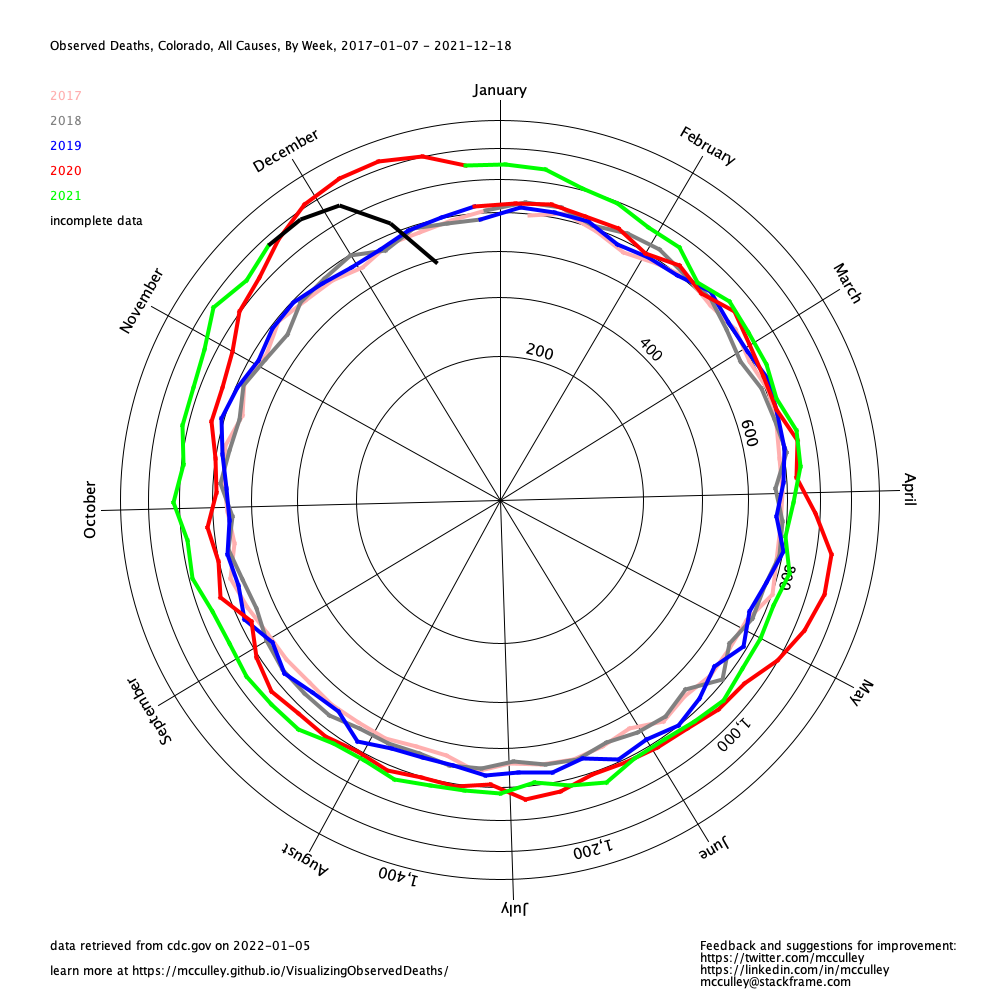 Observed Deaths, Colorado, All Causes, By Week, 2017-01-07 - 2021-12-18
2017
2018
2019
2020
2021
incomplete data
January
February
March
April
May
June
July
August
September
October
November
December
200
400
600
800
1,000
1,200
1,400
data retrieved from cdc.gov on 2022-01-05
learn more at https://mcculley.github.io/VisualizingObservedDeaths/
Feedback and suggestions for improvement:
https://twitter.com/mcculley
https://linkedin.com/in/mcculley
mcculley@stackframe.com